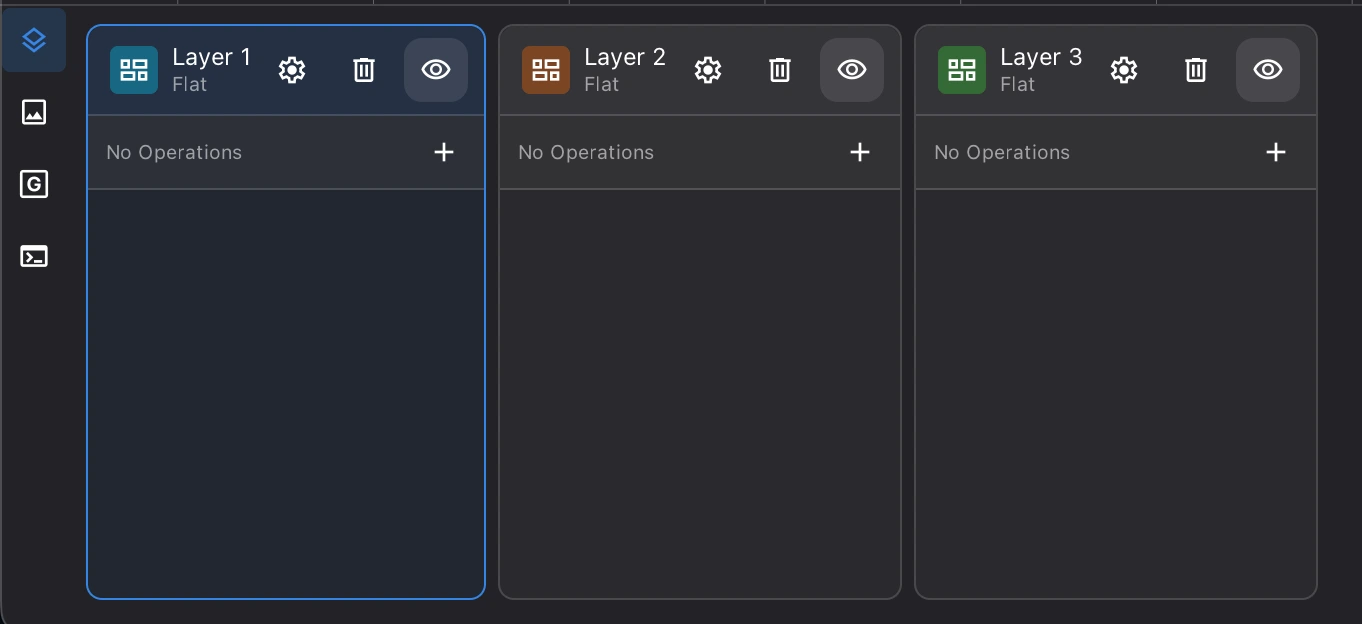 Layer 1
Flat
No Operations
Layer 2
Flat
No Operations
Layer 3
Flat
No Operations
G